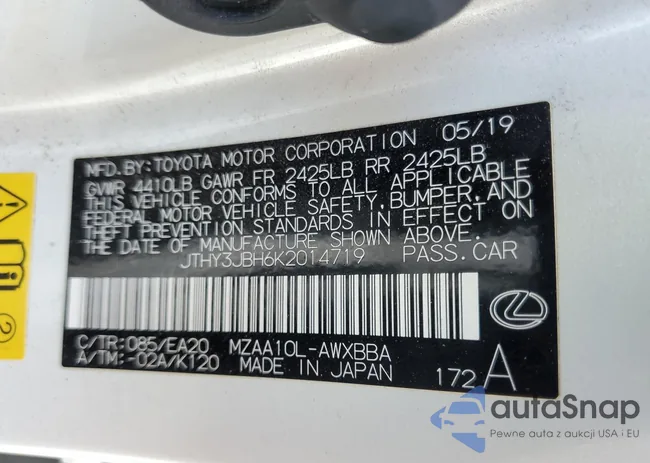 MFD. BY: TOYOTA MOTOR CORPORATION 05/19
GVWR 4410LB GAWR FR 2425LB RR 2425LB
THIS VEHICLE CONFORMS TO ALL APPLICABLE
FEDERAL MOTOR VEHICLE SAFETY, BUMPER, AND
THEFT PREVENTION STANDARDS IN EFFECT ON
THE DATE OF MANUFACTURE SHOWN ABOVE.
JTHY3JBH6K2014719 PASS. CAR
C/TR: 085/EA20 MZAA10L-AWXBBA
A/TM: -02A/K120 MADE IN JAPAN 172 A
2
autaSnap
Pewne auta z aukcji USA i EU